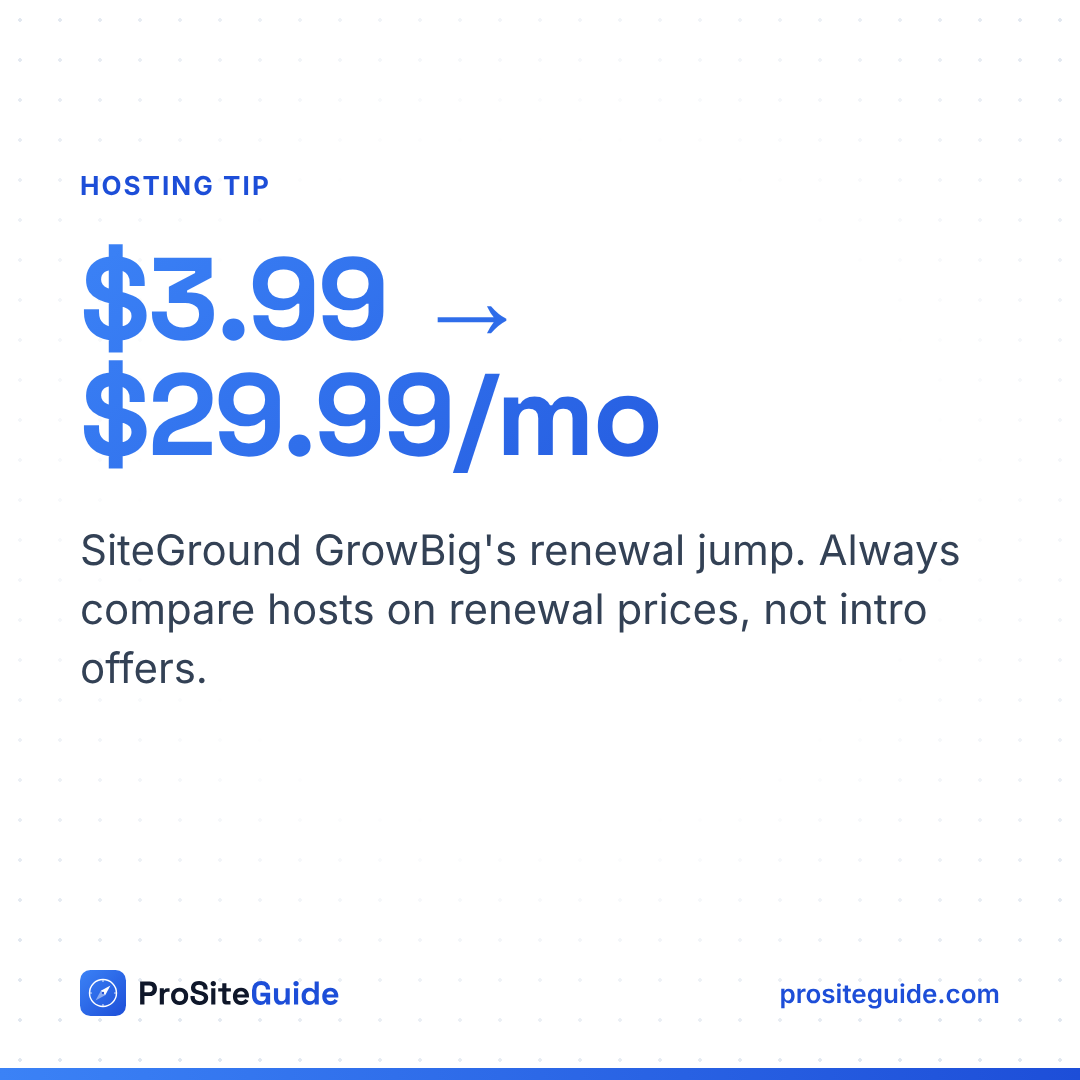 HOSTING TIP
$3.99 →
$29.99/mo
SiteGround GrowBig's renewal jump. Always
compare hosts on renewal prices, not intro
offers.
ProSiteGuide
prositeguide.com